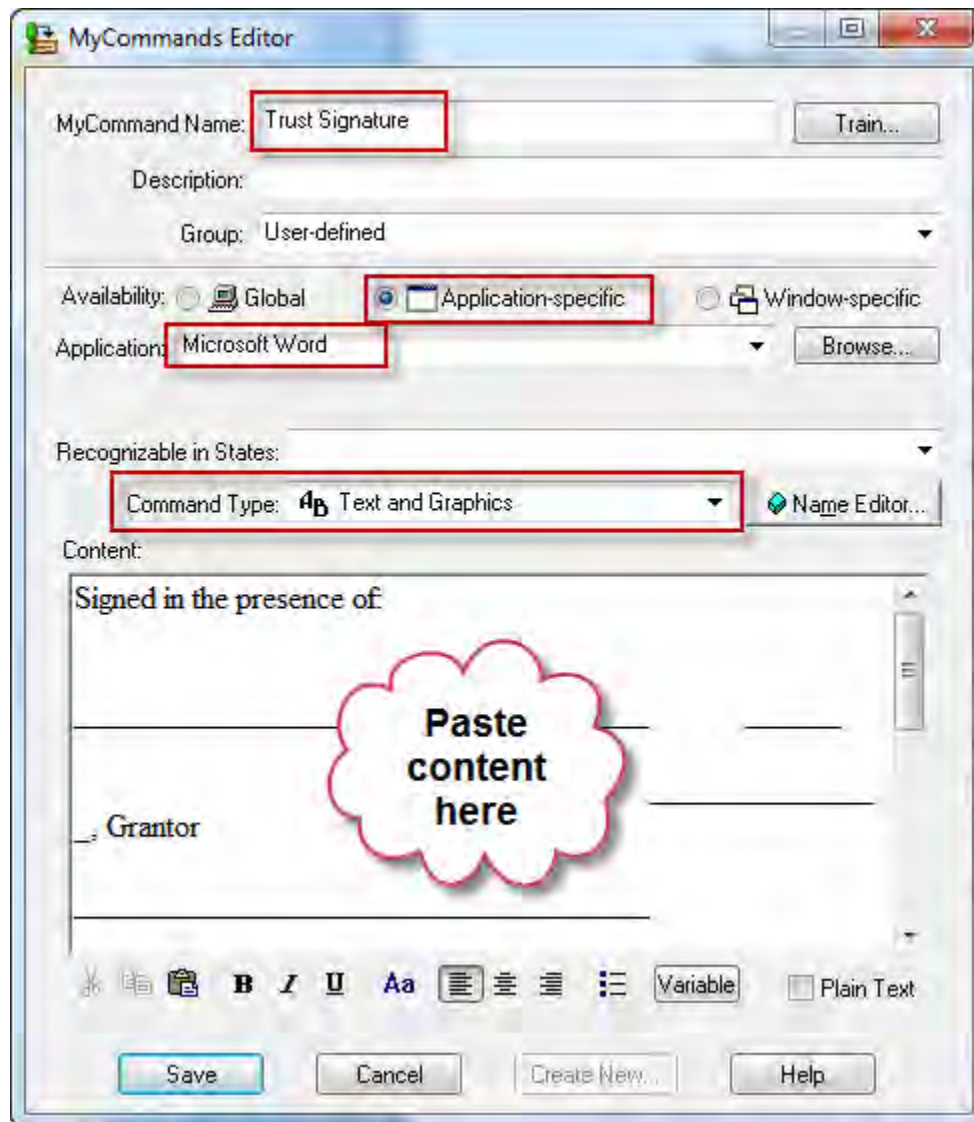 MyCommands Editor
MyCommand Name: Trust Signature Train...
Description:
Group: User-defined
Availability: Global Application-specific Window-specific
Application: Microsoft Word Browse...
Recognizable in States:
Command Type: AB Text and Graphics Name Editor...
Content:
Signed in the presence of:
Paste
content
here
_, Grantor
B I U Aa Variable Plain Text
Save Cancel Create New... Help